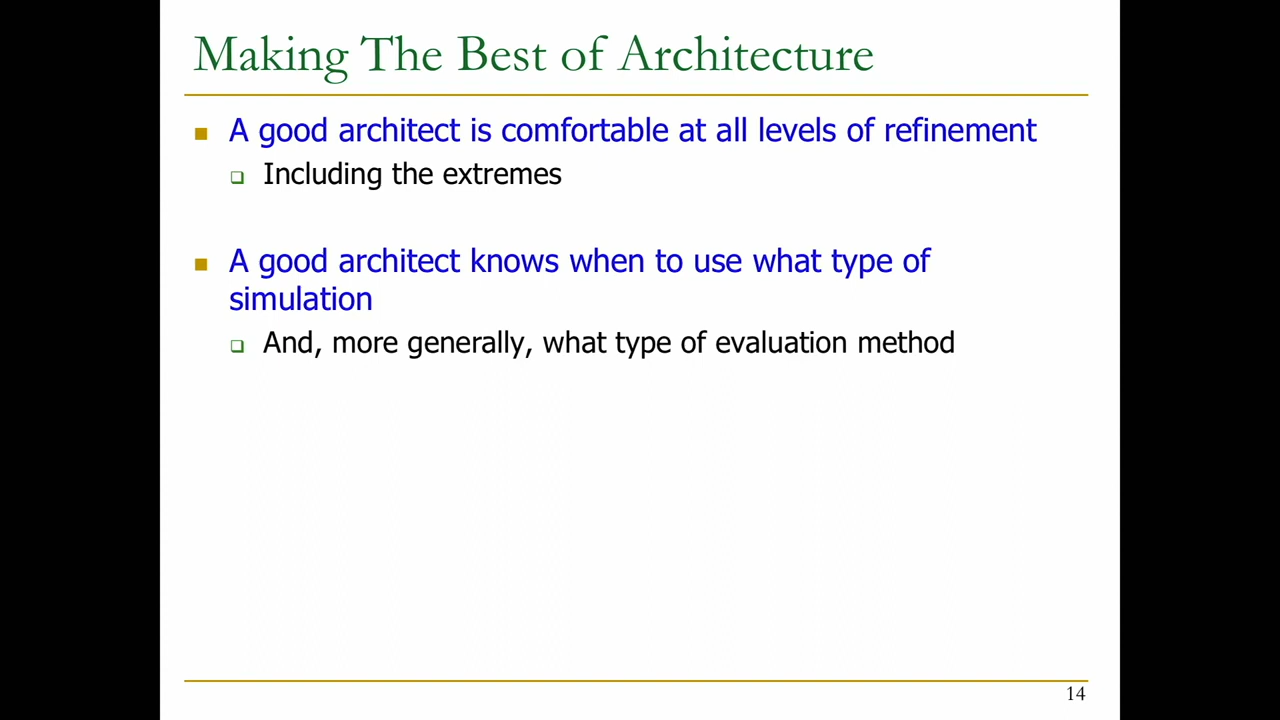 Making The Best of Architecture
A good architect is comfortable at all levels of refinement
Including the extremes
A good architect knows when to use what type of
simulation
And, more generally, what type of evaluation method
14